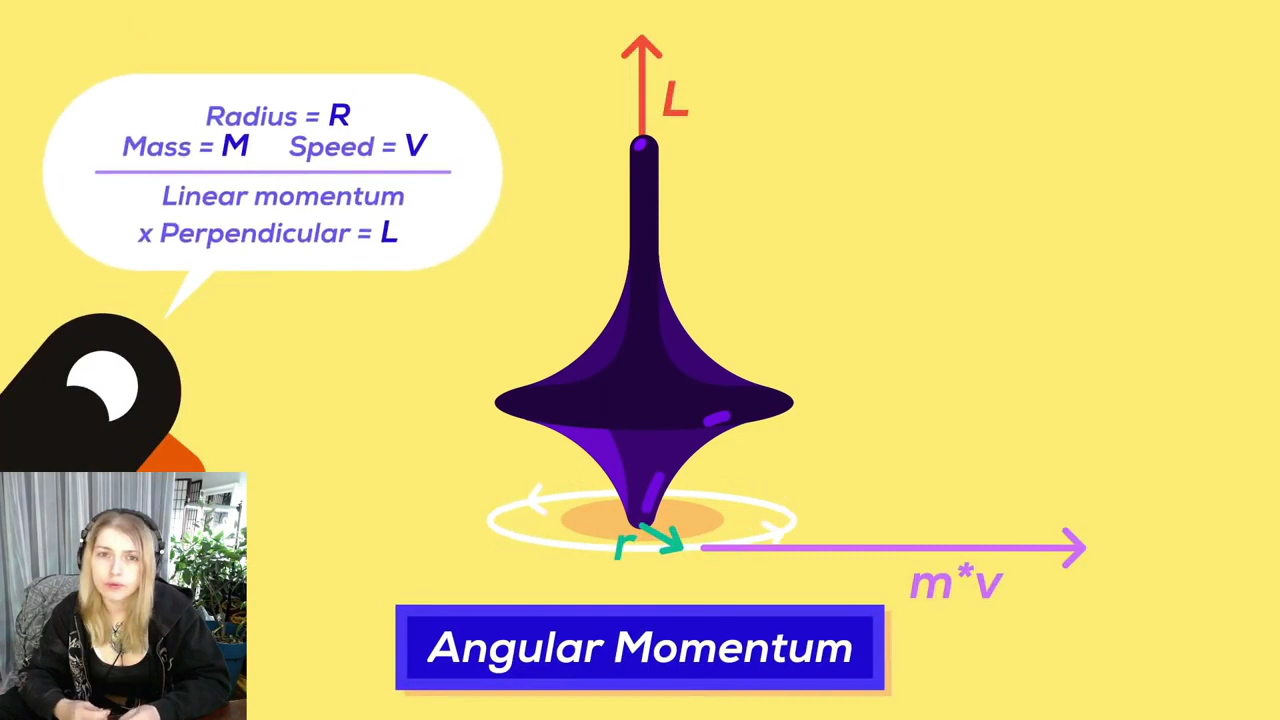 Radius = R
Mass = M Speed = V
Linear momentum
x Perpendicular = L
L
r
m*v
Angular Momentum